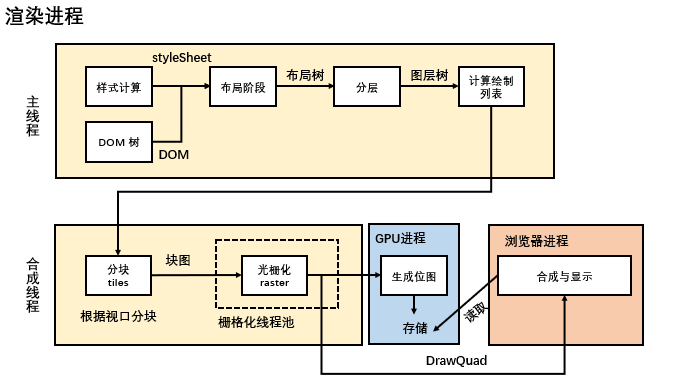 渲染进程
主线程
styleSheet
样式计算
布局阶段
布局树
分层
图层树
计算绘制
列表
DOM 树
DOM
合成线程
分块
tiles
块图
光栅化
raster
根据视口分块
栅格化线程池
GPU进程
生成位图
存储
读取
浏览器进程
合成与显示
DrawQuad